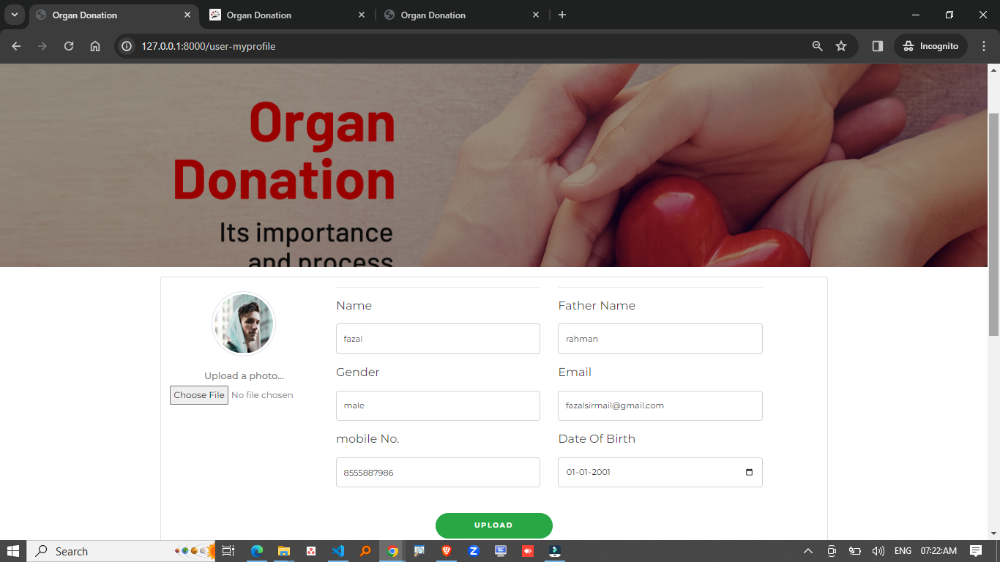 Organ Donation
Organ Donation
Organ Donation
127.0.0.1:8000/user-myprofile
Incognito
Organ
Donation
Its importance
and process
Name
Father Name
fazal
rahman
Upload a photo...
Choose File No file chosen
Gender
Email
male
fazalsirmail@gmail.com
mobile No.
Date Of Birth
8555887986
01-01-2001
UPLOAD
Search
ENG
07:22:AM